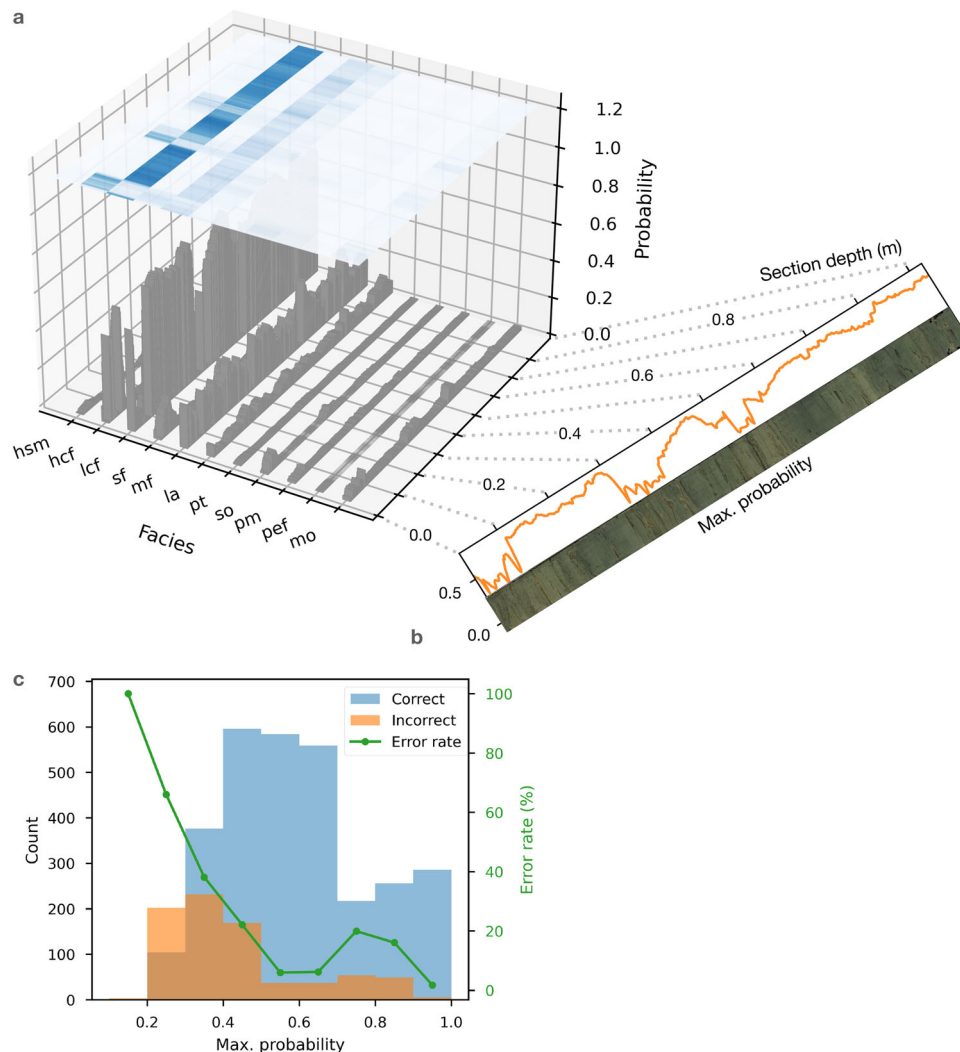 a
1.2
1.0
0.8
0.6
0.4
0.2
0.0
Probability
hsm
hcf
lcf
sf
mf
la
pt
so
pm
pef
mo
Facies
Section depth (m)
0.8
0.6
0.4
0.2
0.0
0.5
0.0
Max. probability
b
c
700
600
500
400
300
200
100
0
Count
Correct
Incorrect
Error rate
100
80
60
40
20
0
Error rate (%)
0.2
0.4
0.6
0.8
1.0
Max. probability